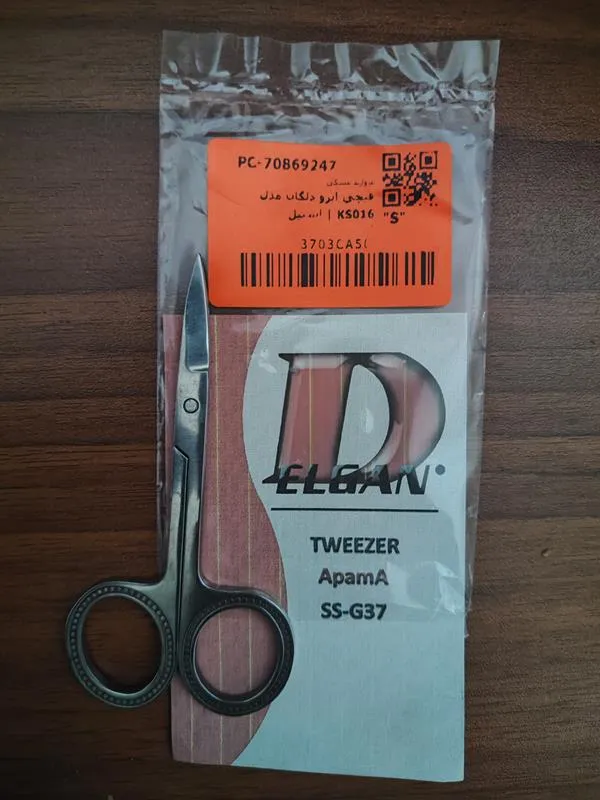 PC-70869247
قیچی ابرو دلگان مدل
KS016 | استیل
"S"
3703CA5
DELGAN
TWEEZER
ApamA
SS-G37